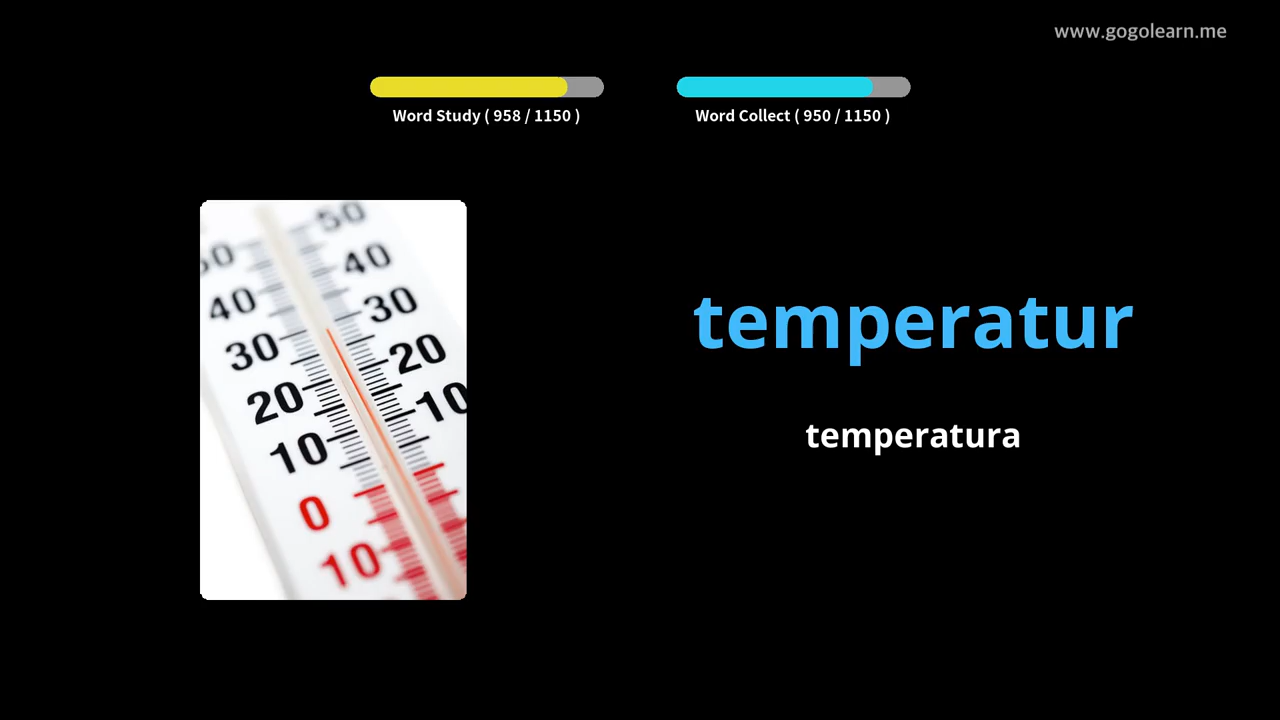 www.gogolearn.me
Word Study ( 958 / 1150 )
Word Collect ( 950 / 1150 )
50
40 40
30 30
20 20
10 10
0
10
temperatur
temperatura